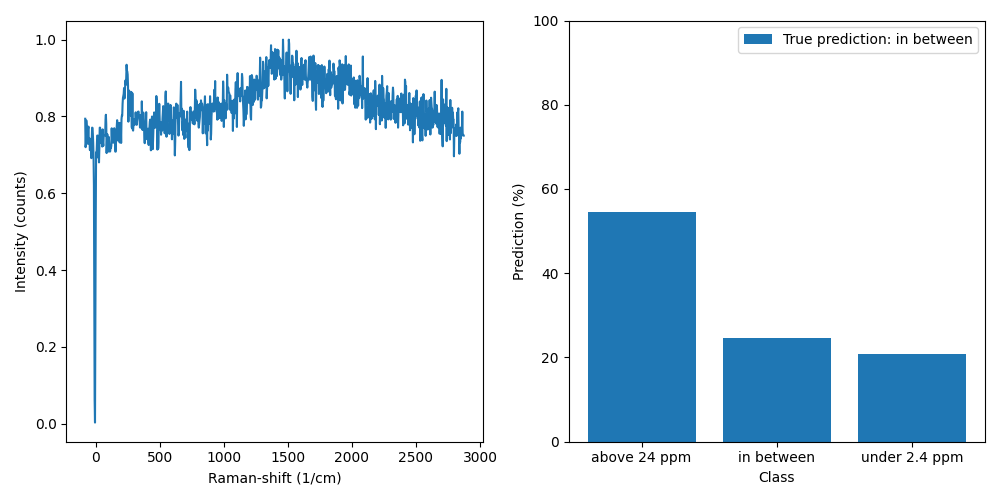 1.0
0.8
0.6
0.4
0.2
0.0
Intensity (counts)
0 500 1000 1500 2000 2500 3000
Raman-shift (1/cm)
100
80
60
40
20
0
Prediction (%)
True prediction: in between
above 24 ppm in between under 2.4 ppm
Class